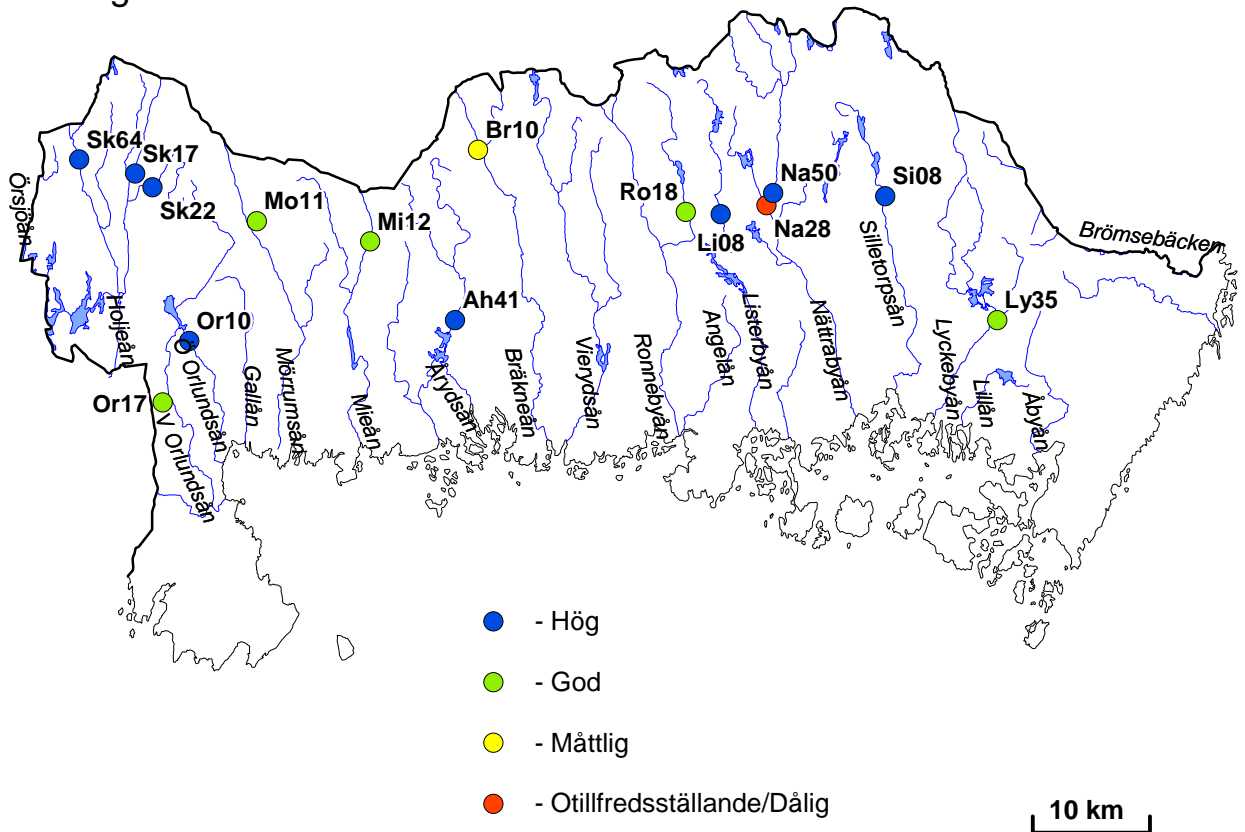 Br10
Sk64
Sk17
Na50
Si08
Örsjöån
Sk22
Mo11
Ro18
Mi12
Na28
Li08
Silletorpsån
Brömsebäcken
Ah41
Ly35
Holjeån
Or10
Ö Orlundsån
Gallån
Mörrumsån
Mieån
Årydsån
Bräkneån
Vierydsån
Ronnebyån
Angelån
Listerbyån
Nättrabyån
Lyckebyån
Lillån
Åbyån
Or17
V Orlundsån
- Hög
- God
- Måttlig
- Otillfredsställande/Dålig
10 km